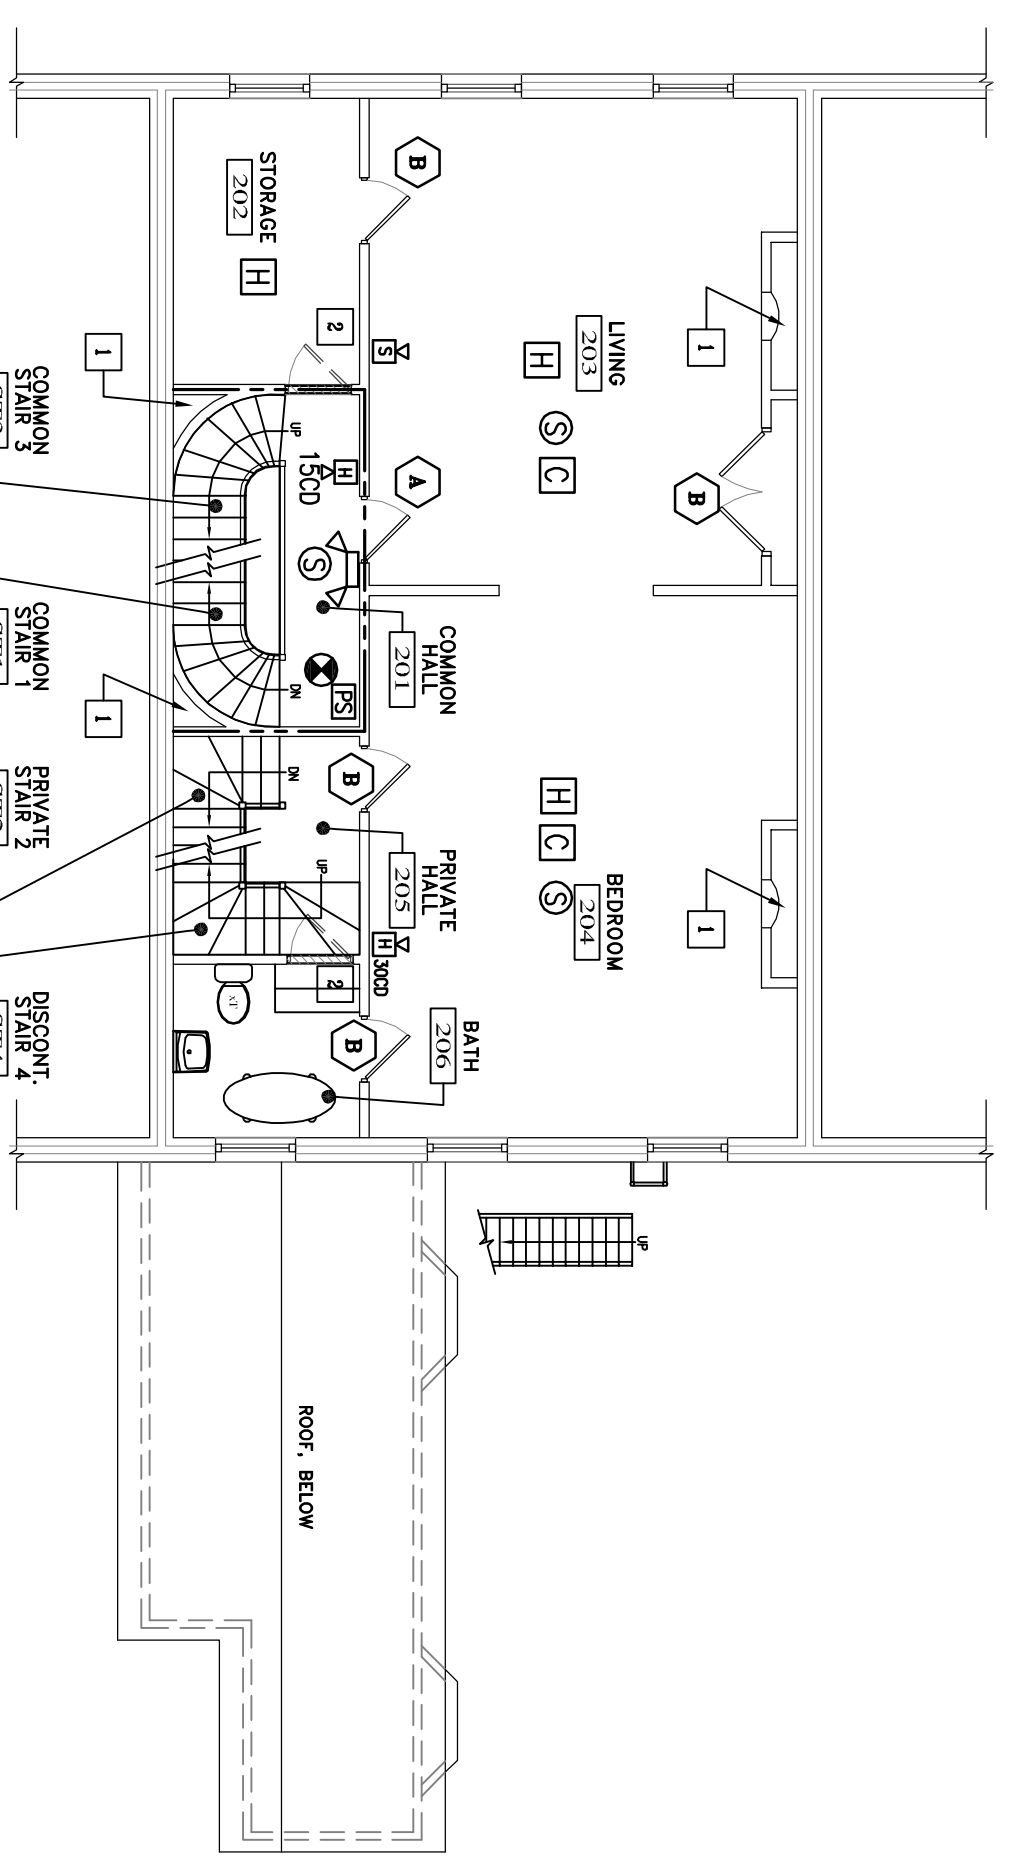 1
1
B
LIVING
203
H
S
C
BEDROOM
204
H
C
S
B
A
STORAGE
202
H
2
S
H
15CD
UP
S
COMMON
HALL
201
PS
DN
B
DN
UP
PRIVATE
HALL
205
H
30CD
2
B
BATH
206
xT
1
1
COMMON
STAIR 3
COMMON
STAIR 1
PRIVATE
STAIR 2
DISCONT.
STAIR 4
UP
ROOF, BELOW
B